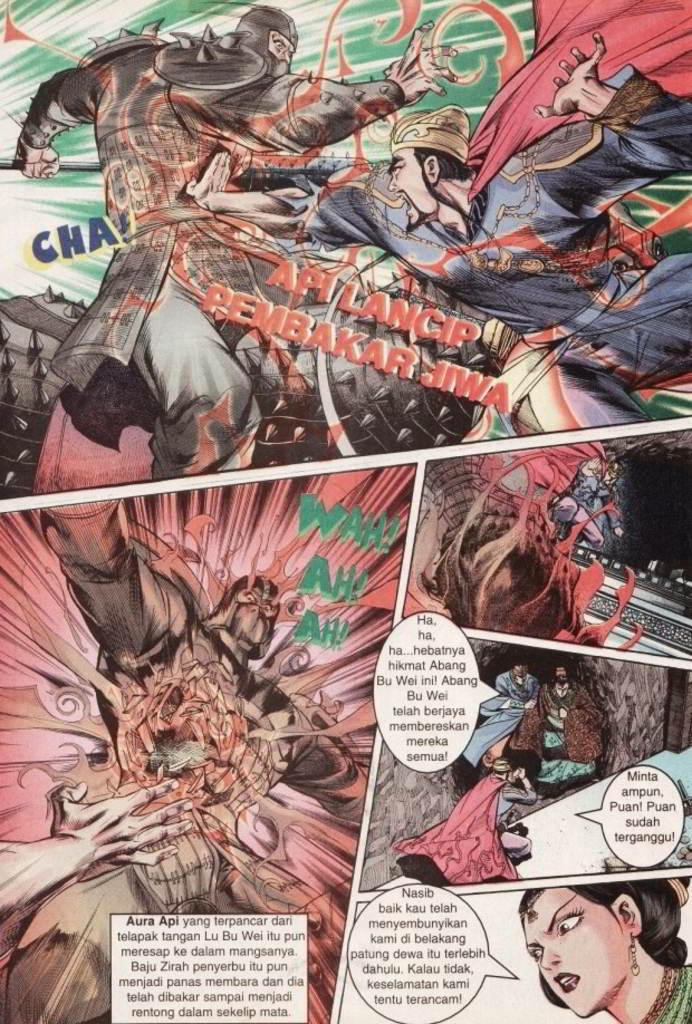 CHA!
API LANCIP
PEMBAKAR JIWA
WAH!
AH!
AH!
Aura Api yang terpancar dari
telapak tangan Lu Bu Wei itu pun
meresap ke dalam mangsanya.
Baju Zirah penyerbu itu pun
menjadi panas membara dan dia
telah dibakar sampai menjadi
rentong dalam sekelip mata.
Ha,
ha,
ha...hebatnya
hikmat Abang
Bu Wei ini! Abang
Bu Wei
telah berjaya
membereskan
mereka
semua!
Minta
ampun,
Puan! Puan
sudah
terganggu!
Nasib
baik kau telah
menyembunyikan
kami di belakang
patung dewa itu terlebih
dahulu. Kalau tidak,
keselamatan kami
tentu terancam!